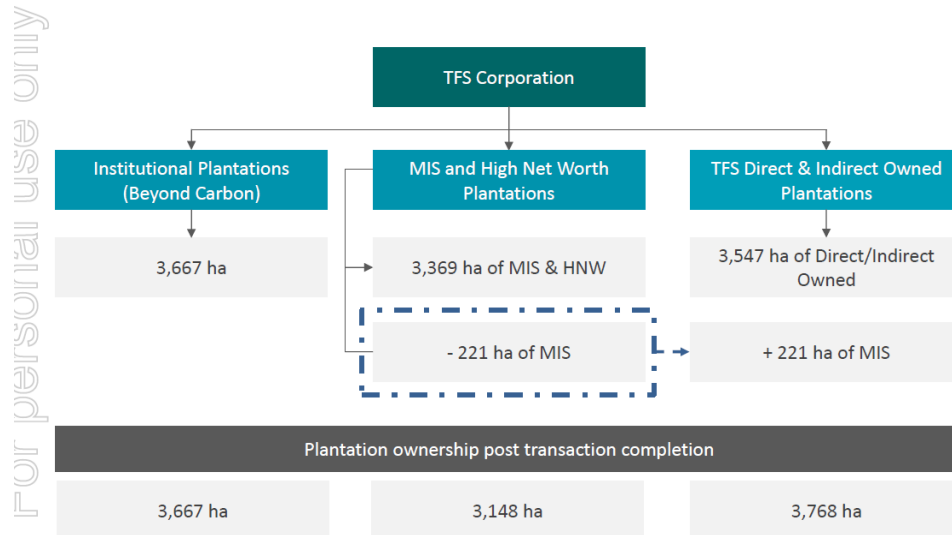 For personal use only
TFS Corporation
Institutional Plantations
(Beyond Carbon)
MIS and High Net Worth
Plantations
TFS Direct & Indirect Owned
Plantations
3,667 ha
3,369 ha of MIS & HNW
3,547 ha of Direct/Indirect
Owned
- 221 ha of MIS
+ 221 ha of MIS
Plantation ownership post transaction completion
3,667 ha
3,148 ha
3,768 ha